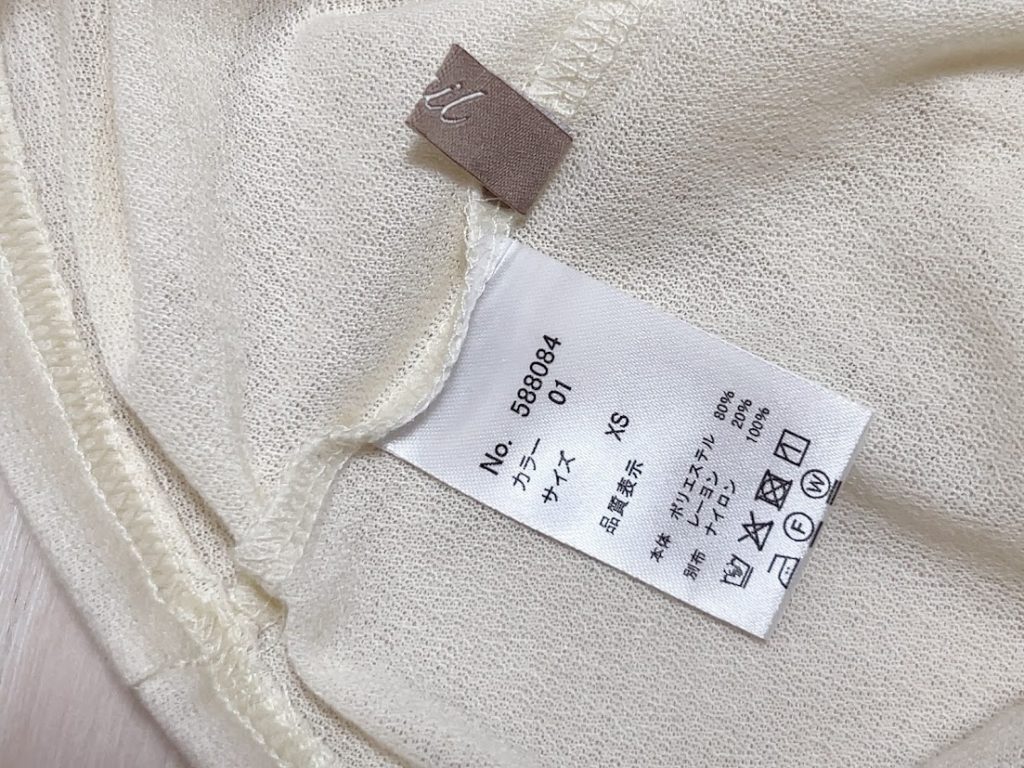 il
No. 588084
カラー 01
サイズ XS
品質表示
本体 ポリエステル 80%
レーヨン 20%
別布 ナイロン 100%
F W